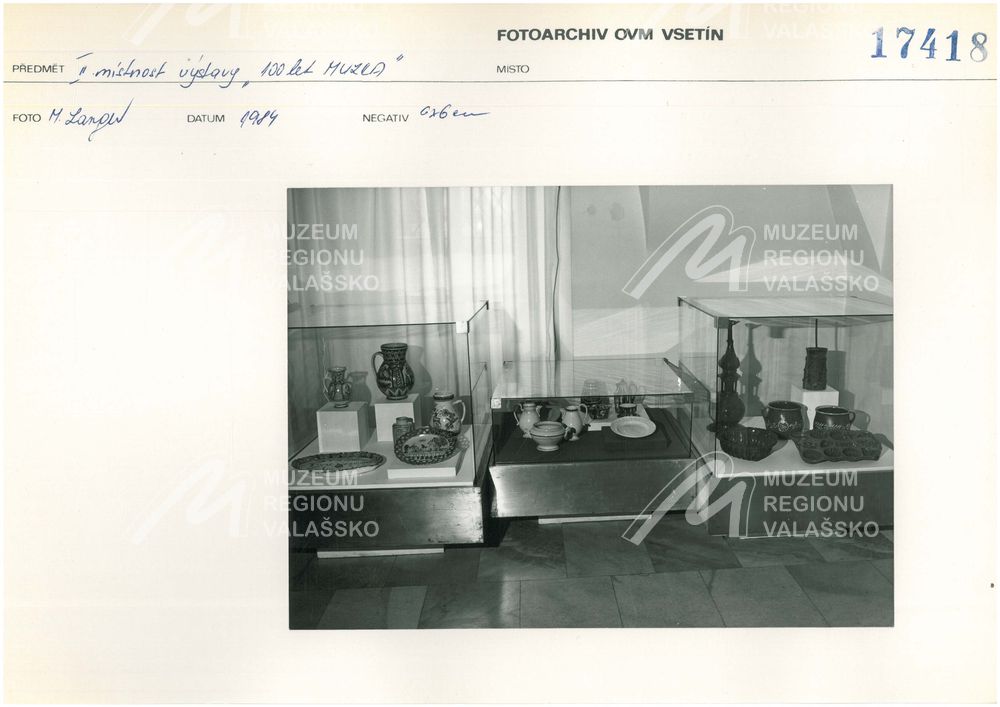 FOTOARCHIV OVM VSETÍN
17418
PŘEDMĚT II místnost výstavy „100 let MUZEA"
MÍSTO
FOTO M. Langer DATUM 1984 NEGATIV 6x6 cm
MUZEUM
REGIONU
VALAŠSKO
MUZEUM
REGIONU
VALAŠSKO
MUZEUM
REGIONU
VALAŠSKO
MUZEUM
REGIONU
VALAŠSKO